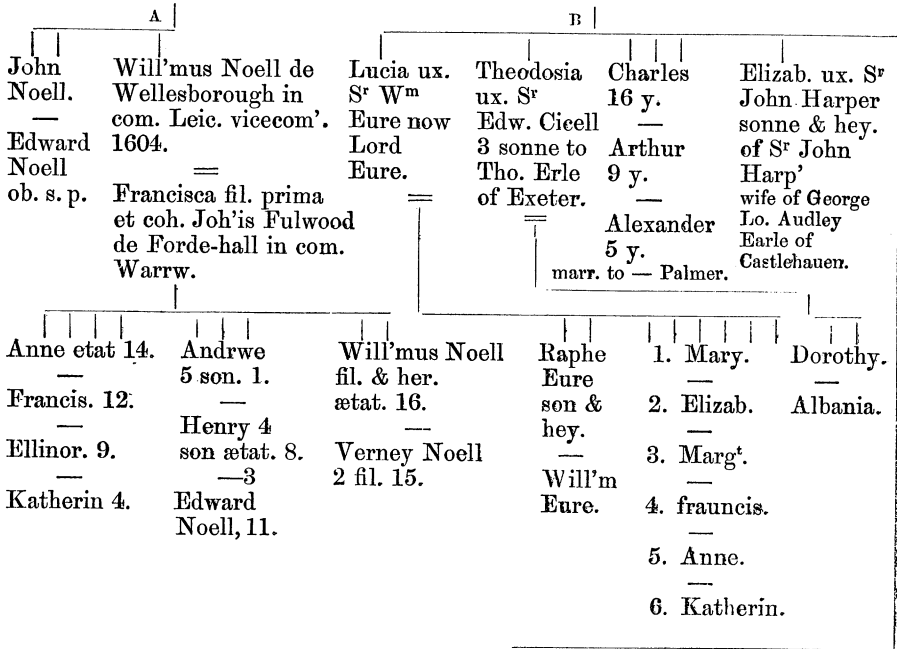 A
B
John
Noell.
—
Edward
Noell
ob. s. p.
Will'mus Noell de
Wellesborough in
com. Leic. vicecom'.
1604.
=
Francisca fil. prima
et coh. Joh'is Fulwood
de Forde-hall in com.
Warrw.
Lucia ux.
Sʳ Wᵐ
Eure now
Lord
Eure.
=
Theodosia
ux. Sʳ
Edw. Cicell
3 sonne to
Tho. Erle
of Exeter.
=
Charles
16 y.
—
Arthur
9 y.
—
Alexander
5 y.
marr. to — Palmer.
Elizab. ux. Sʳ
John Harper
sonne & hey.
of Sʳ John
Harp'
wife of George
Lo. Audley
Earle of
Castlehauen.
Anne etat 14.
—
Francis. 12.
—
Ellinor. 9.
—
Katherin 4.
Andrwe
5 son. 1.
—
Henry 4
son ætat. 8.
—3
Edward
Noell, 11.
Will'mus Noell
fil. & her.
ætat. 16.
—
Verney Noell
2 fil. 15.
Raphe
Eure
son &
hey.
—
Will'm
Eure.
1. Mary.
—
2. Elizab.
—
3. Margᵗ.
—
4. frauncis.
—
5. Anne.
—
6. Katherin.
Dorothy.
—
Albania.